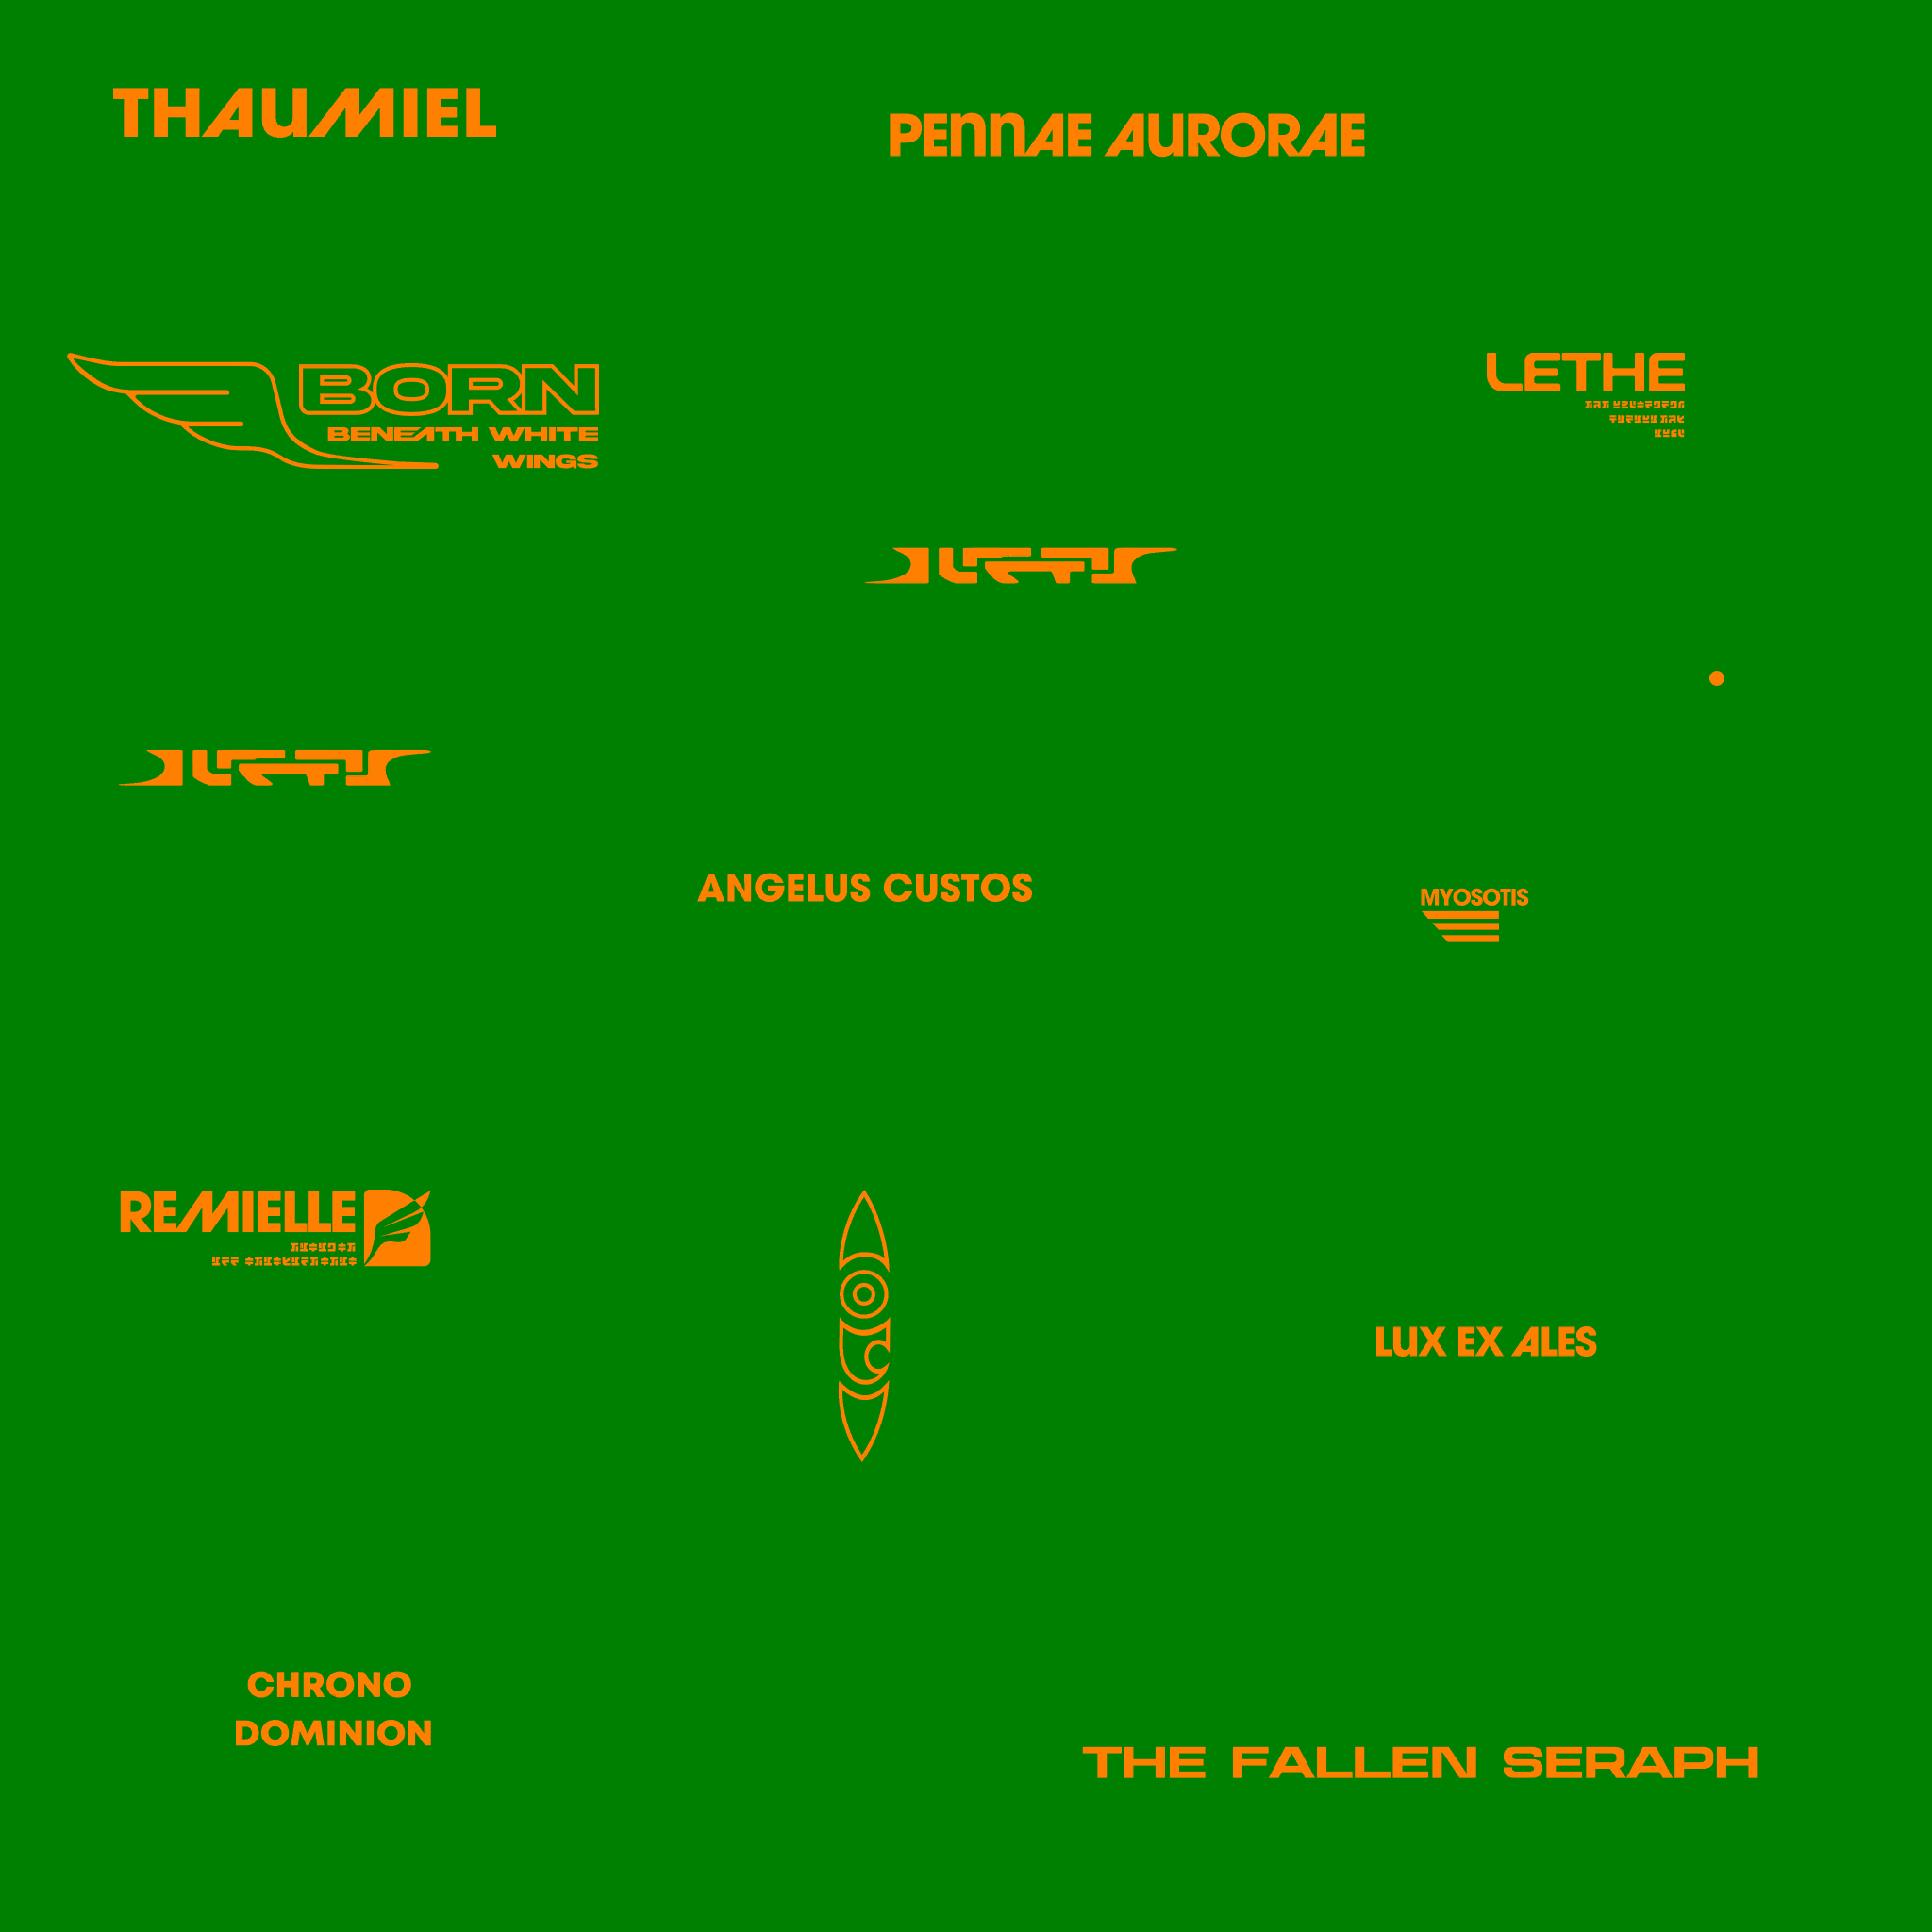 THAUMIEL
PENNAE AURORAE
BORN
BENEATH WHITE
WINGS
LETHE
ANGELUS CUSTOS
MYOSOTIS
REMIELLE
LUX EX ALES
CHRONO
DOMINION
THE FALLEN SERAPH